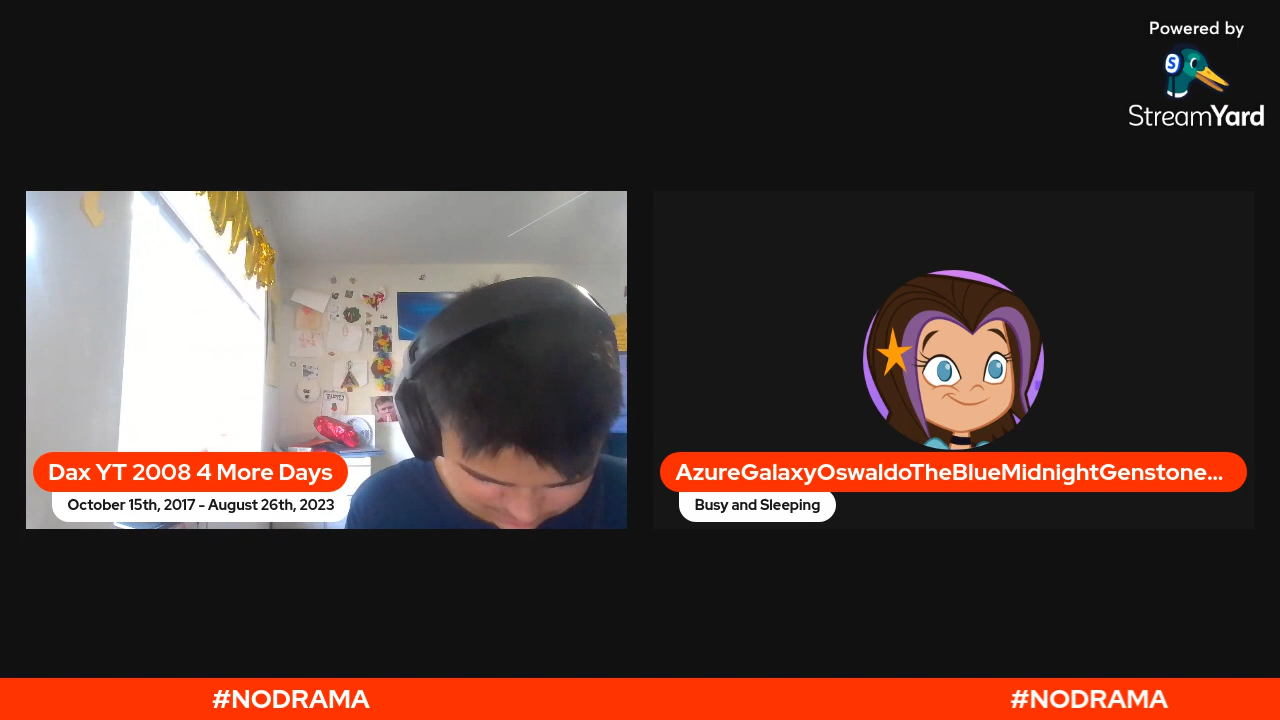 Powered by
StreamYard
Dax YT 2008 4 More Days
October 15th, 2017 - August 26th, 2023
AzureGalaxyOswaldoTheBlueMidnightGenstone...
Busy and Sleeping
#NODRAMA
#NODRAMA